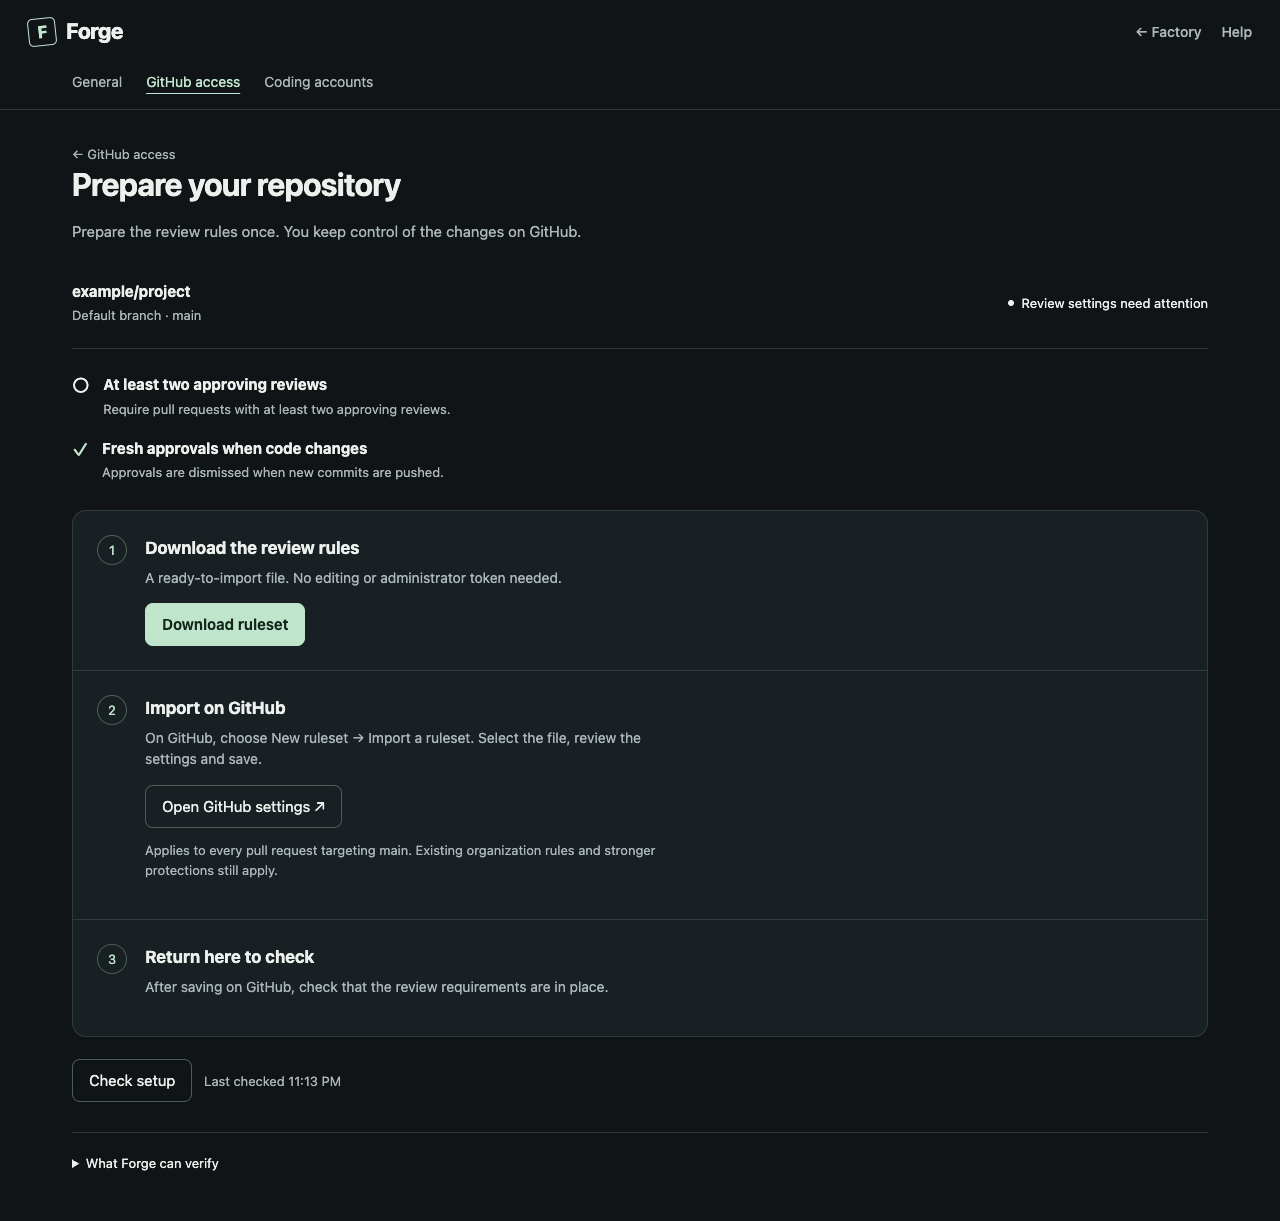 F Forge
← Factory Help
General GitHub access Coding accounts
← GitHub access
Prepare your repository
Prepare the review rules once. You keep control of the changes on GitHub.
example/project
Default branch · main
Review settings need attention
At least two approving reviews
Require pull requests with at least two approving reviews.
Fresh approvals when code changes
Approvals are dismissed when new commits are pushed.
1 Download the review rules
A ready-to-import file. No editing or administrator token needed.
Download ruleset
2 Import on GitHub
On GitHub, choose New ruleset → Import a ruleset. Select the file, review the
settings and save.
Open GitHub settings ↗
Applies to every pull request targeting main. Existing organization rules and stronger
protections still apply.
3 Return here to check
After saving on GitHub, check that the review requirements are in place.
Check setup Last checked 11:13 PM
What Forge can verify